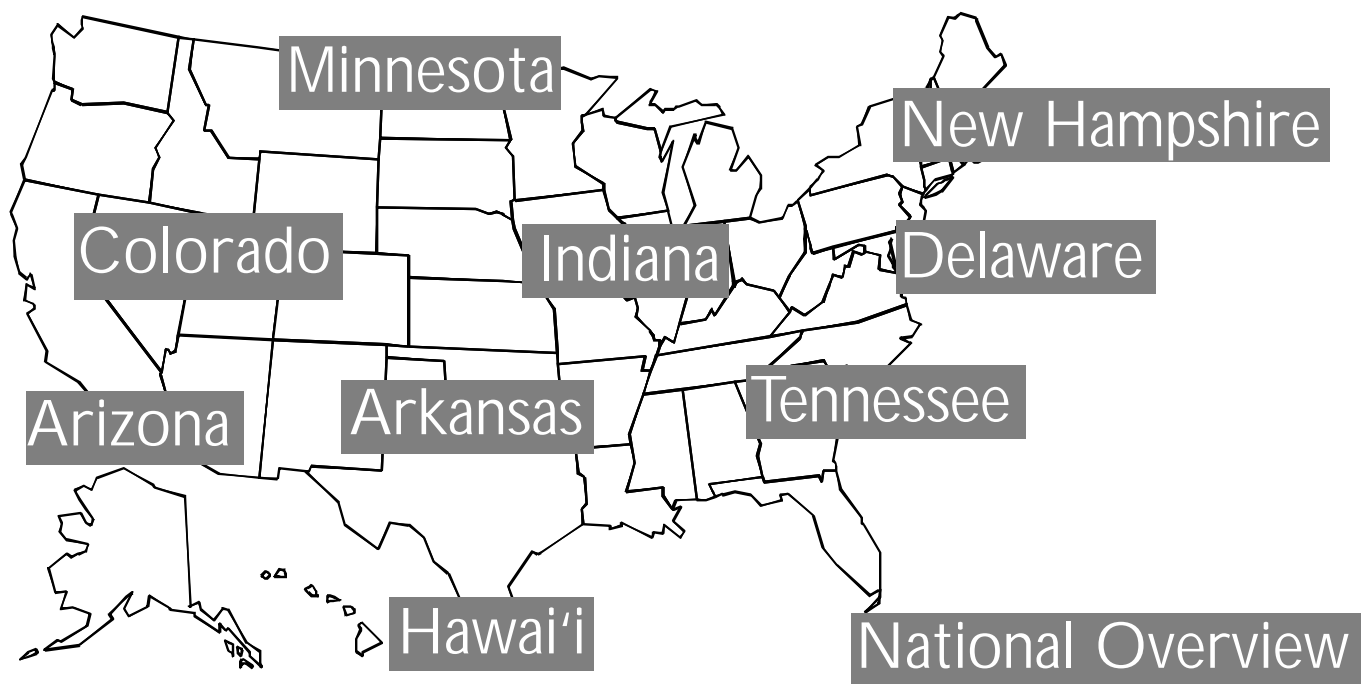 Minnesota
New Hampshire
Colorado
Indiana
Delaware
Arizona
Arkansas
Tennessee
Hawai‘i
National Overview